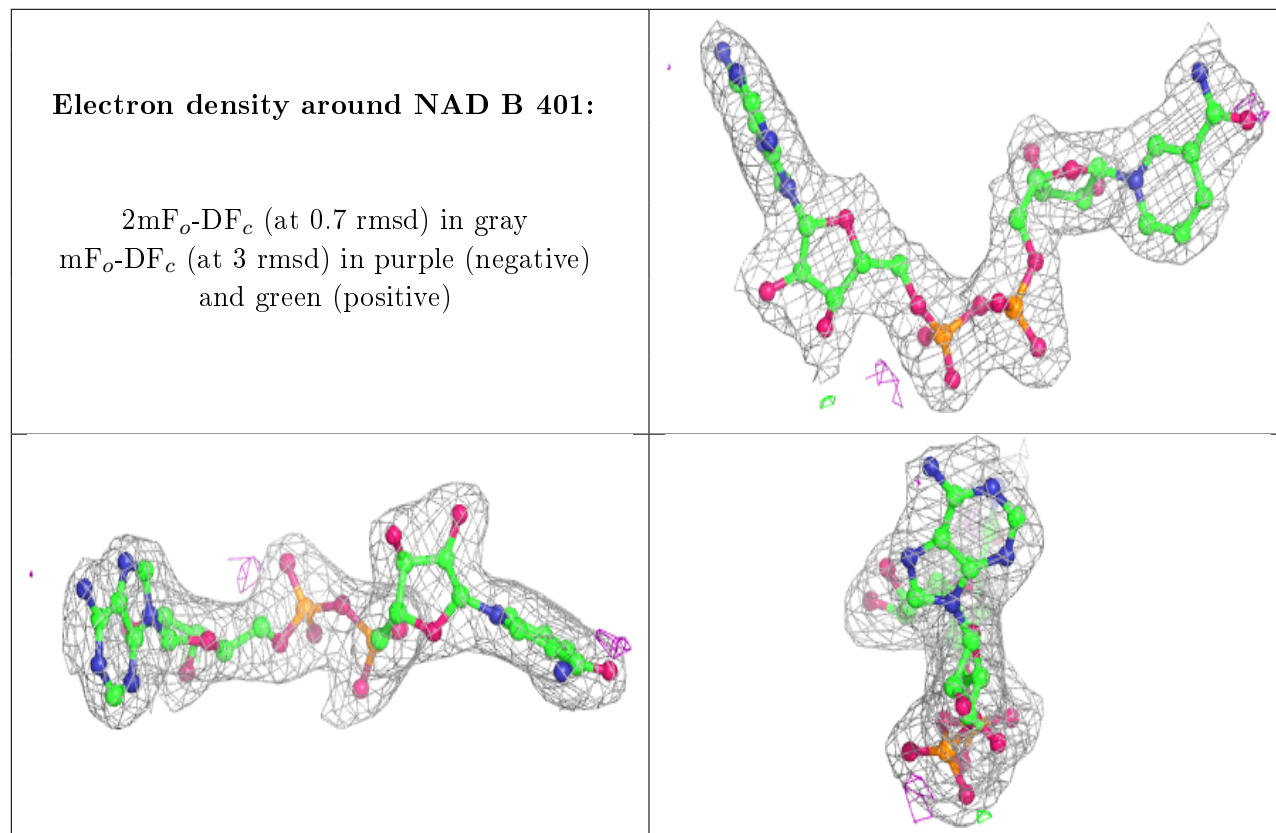 Electron density around NAD B 401:
2mFo-DFc (at 0.7 rmsd) in gray
mFo-DFc (at 3 rmsd) in purple (negative)
and green (positive)